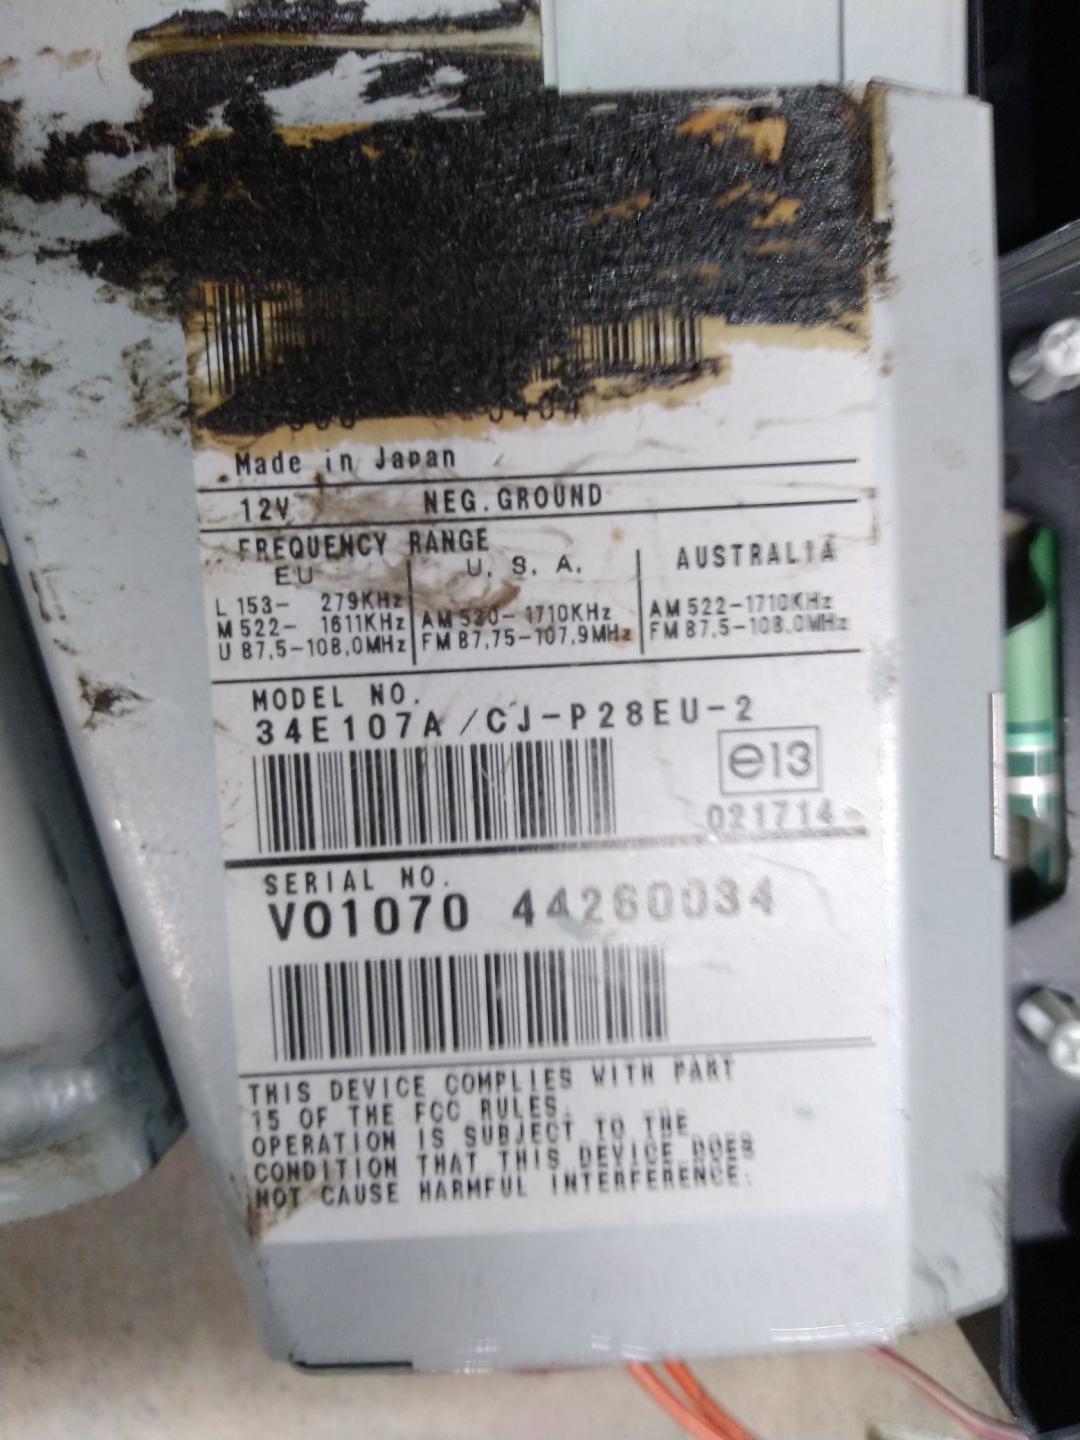 Made in Japan
12V NEG.GROUND
FREQUENCY RANGE
EU U. S. A. AUSTRALIA
L 153- 279KHz
M 522- 1611KHz
U 87,5-108,0MHz
AM 520-1710KHz
FM 87,75-107,9MHz
AM 522-1710KHz
FM 87,5-108,0MHz
MODEL NO.
34E107A/CJ-P28EU-2
e13
021714
SERIAL NO.
V01070 44260034
THIS DEVICE COMPLIES WITH PART
15 OF THE FCC RULES.
OPERATION IS SUBJECT TO THE
CONDITION THAT THIS DEVICE DOES
NOT CAUSE HARMFUL INTERFERENCE.